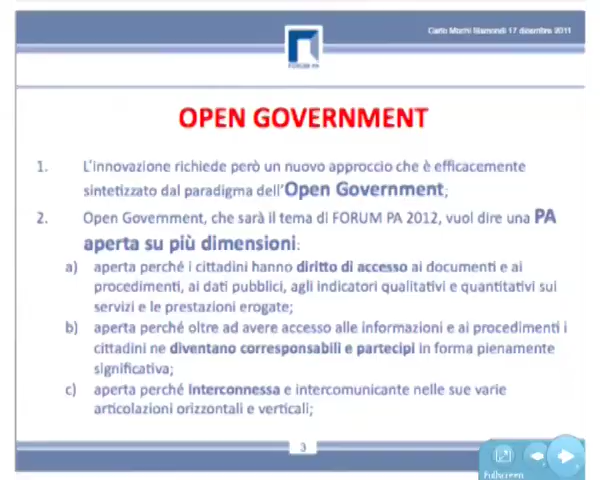 Carlo Mochi Sismondi 17 dicembre 2011
FORUM PA
OPEN GOVERNMENT
1. L'innovazione richiede però un nuovo approccio che è efficacemente
sintetizzato dal paradigma dell'Open Government;
2. Open Government, che sarà il tema di FORUM PA 2012, vuol dire una PA
aperta su più dimensioni:
a) aperta perché i cittadini hanno diritto di accesso ai documenti e ai
procedimenti, ai dati pubblici, agli indicatori qualitativi e quantitativi sui
servizi e le prestazioni erogate;
b) aperta perché oltre ad avere accesso alle informazioni e ai procedimenti i
cittadini ne diventano corresponsabili e partecipi in forma pienamente
significativa;
c) aperta perché interconnessa e intercomunicante nelle sue varie
articolazioni orizzontali e verticali;
3
Fullscreen